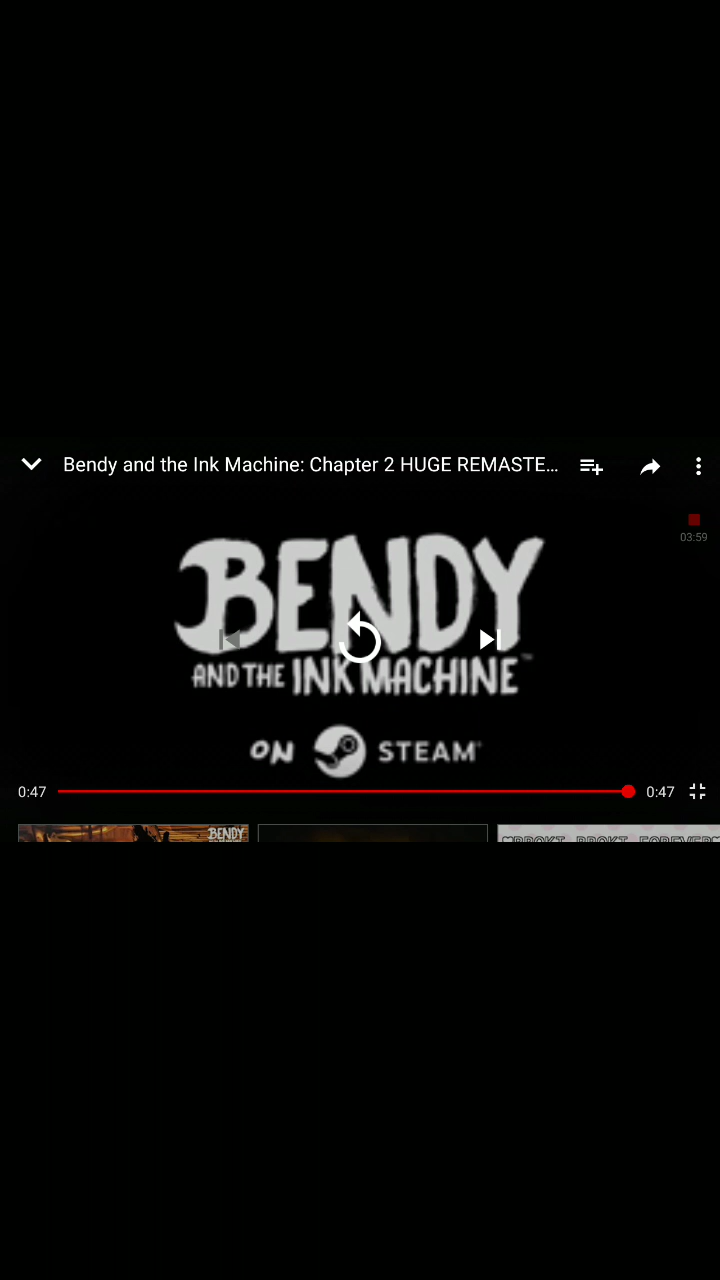 Bendy and the Ink Machine: Chapter 2 HUGE REMASTE...
03:59
BENDY
AND THE INK MACHINE™
ON STEAM
0:47
0:47
BENDY